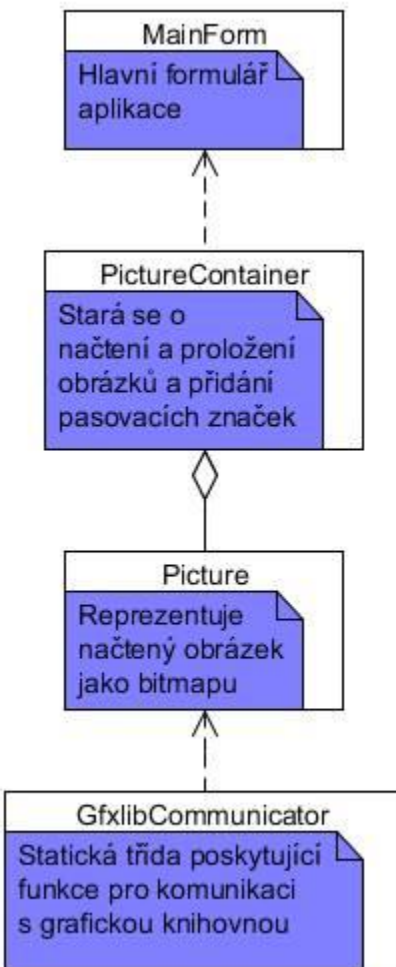 MainForm
Hlavní formulář
aplikace
PictureContainer
Stará se o
načtení a proložení
obrázků a přidání
pasovacích značek
Picture
Reprezentuje
načtený obrázek
jako bitmapu
GfxlibCommunicator
Statická třída poskytující
funkce pro komunikaci
s grafickou knihovnou